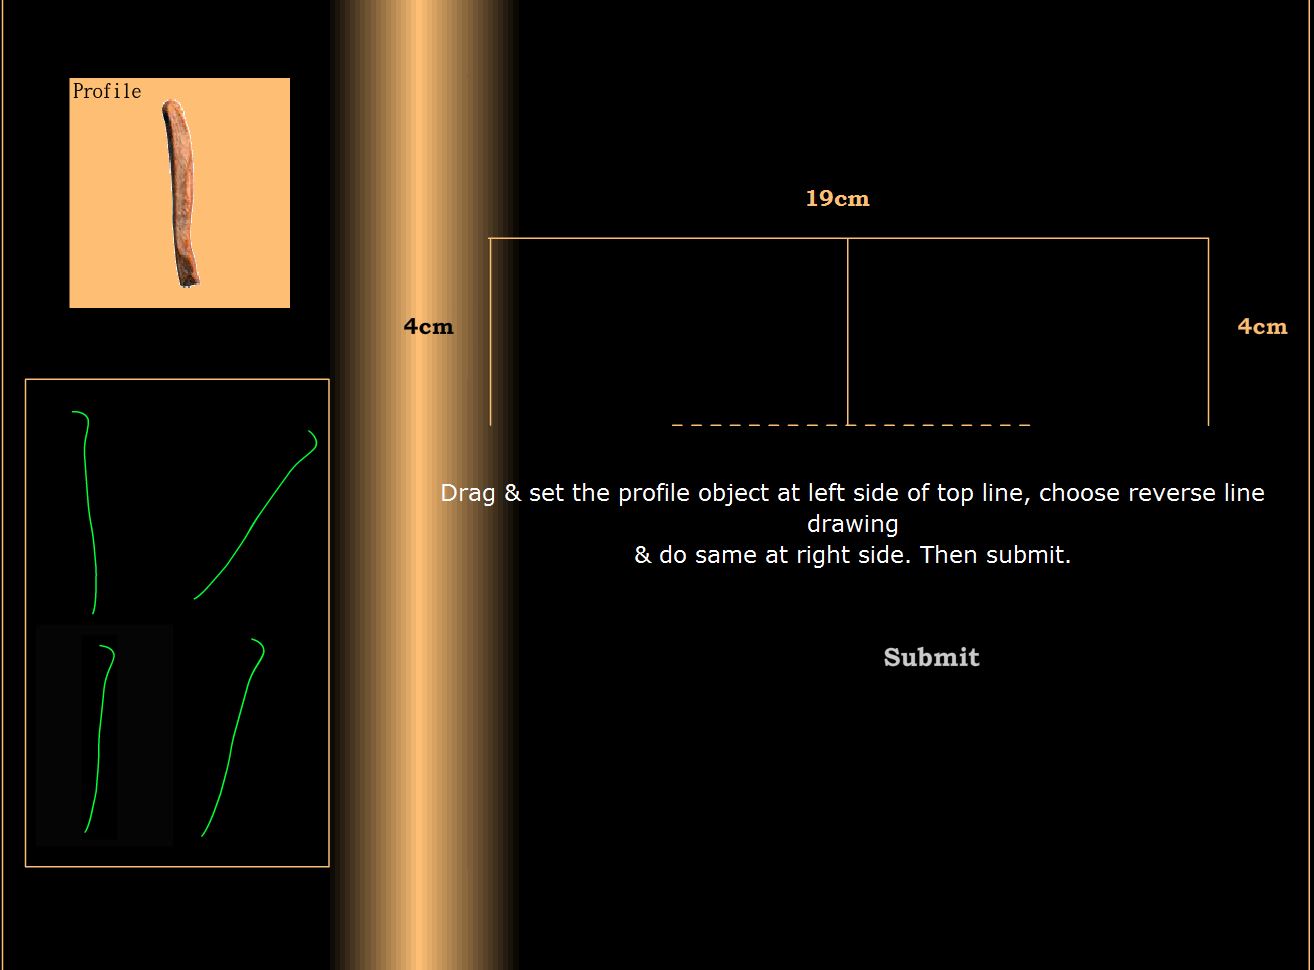 Profile
19cm
4cm
4cm
Drag & set the profile object at left side of top line, choose reverse line
drawing
& do same at right side. Then submit.
Submit